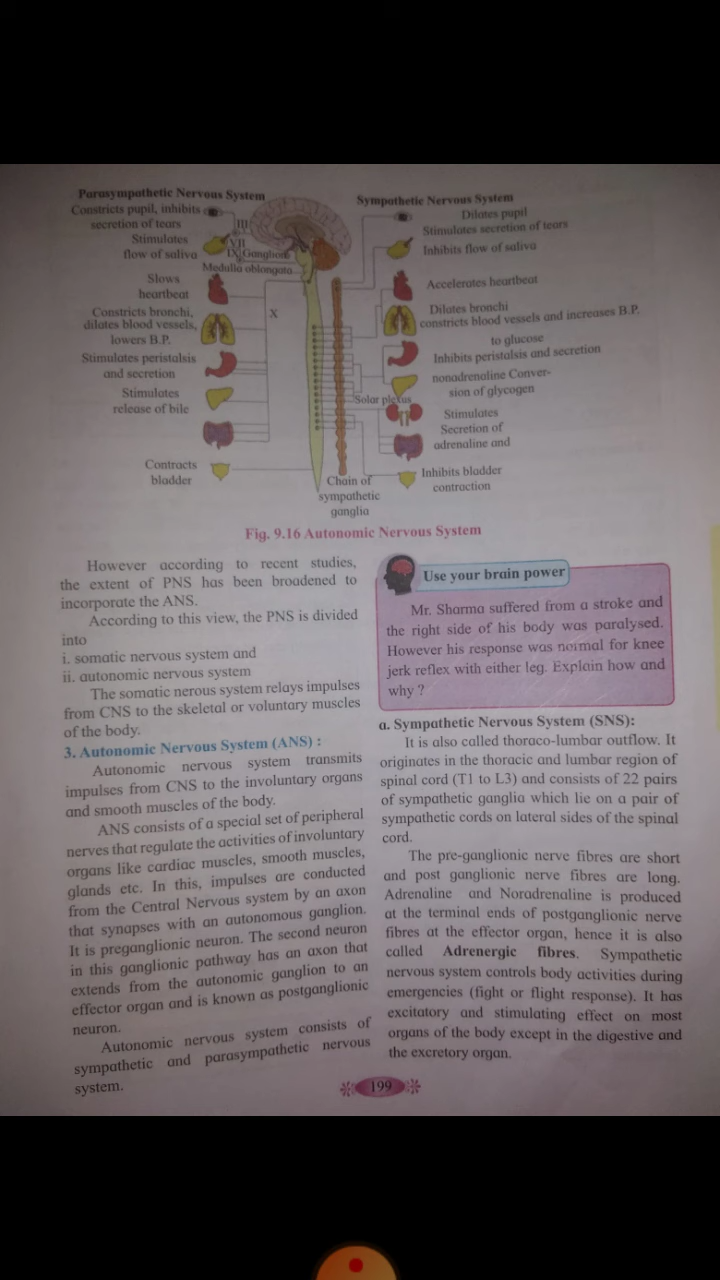 Parasympathetic Nervous System
Constricts pupil, inhibits
secretion of tears
Stimulates
flow of saliva
Slows
heartbeat
Constricts bronchi,
dilates blood vessels,
lowers B.P.
Stimulates peristalsis
and secretion
Stimulates
release of bile
Contracts
bladder
III
VII
IX Ganglion
Medulla oblongata
X
Solar plexus
Chain of
sympathetic
ganglia
Sympathetic Nervous System
Dilates pupil
Stimulates secretion of tears
Inhibits flow of saliva
Accelerates heartbeat
Dilates bronchi
constricts blood vessels and increases B.P.
to glucose
Inhibits peristalsis and secretion
nonadrenaline Conver-
sion of glycogen
Stimulates
Secretion of
adrenaline and
Inhibits bladder
contraction
Fig. 9.16 Autonomic Nervous System
However according to recent studies,
the extent of PNS has been broadened to
incorporate the ANS.
According to this view, the PNS is divided
into
i. somatic nervous system and
ii. autonomic nervous system
The somatic nerous system relays impulses
from CNS to the skeletal or voluntary muscles
of the body.
3. Autonomic Nervous System (ANS) :
Autonomic nervous system transmits
impulses from CNS to the involuntary organs
and smooth muscles of the body.
ANS consists of a special set of peripheral
nerves that regulate the activities of involuntary
organs like cardiac muscles, smooth muscles,
glands etc. In this, impulses are conducted
from the Central Nervous system by an axon
that synapses with an autonomous ganglion.
It is preganglionic neuron. The second neuron
in this ganglionic pathway has an axon that
extends from the autonomic ganglion to an
effector organ and is known as postganglionic
neuron.
Autonomic nervous system consists of
sympathetic and parasympathetic nervous
system.
Use your brain power
Mr. Sharma suffered from a stroke and
the right side of his body was paralysed.
However his response was normal for knee
jerk reflex with either leg. Explain how and
why ?
a. Sympathetic Nervous System (SNS):
It is also called thoraco-lumbar outflow. It
originates in the thoracic and lumbar region of
spinal cord (T1 to L3) and consists of 22 pairs
of sympathetic ganglia which lie on a pair of
sympathetic cords on lateral sides of the spinal
cord.
The pre-ganglionic nerve fibres are short
and post ganglionic nerve fibres are long.
Adrenaline and Noradrenaline is produced
at the terminal ends of postganglionic nerve
fibres at the effector organ, hence it is also
called Adrenergic fibres. Sympathetic
nervous system controls body activities during
emergencies (fight or flight response). It has
excitatory and stimulating effect on most
organs of the body except in the digestive and
the excretory organ.
199